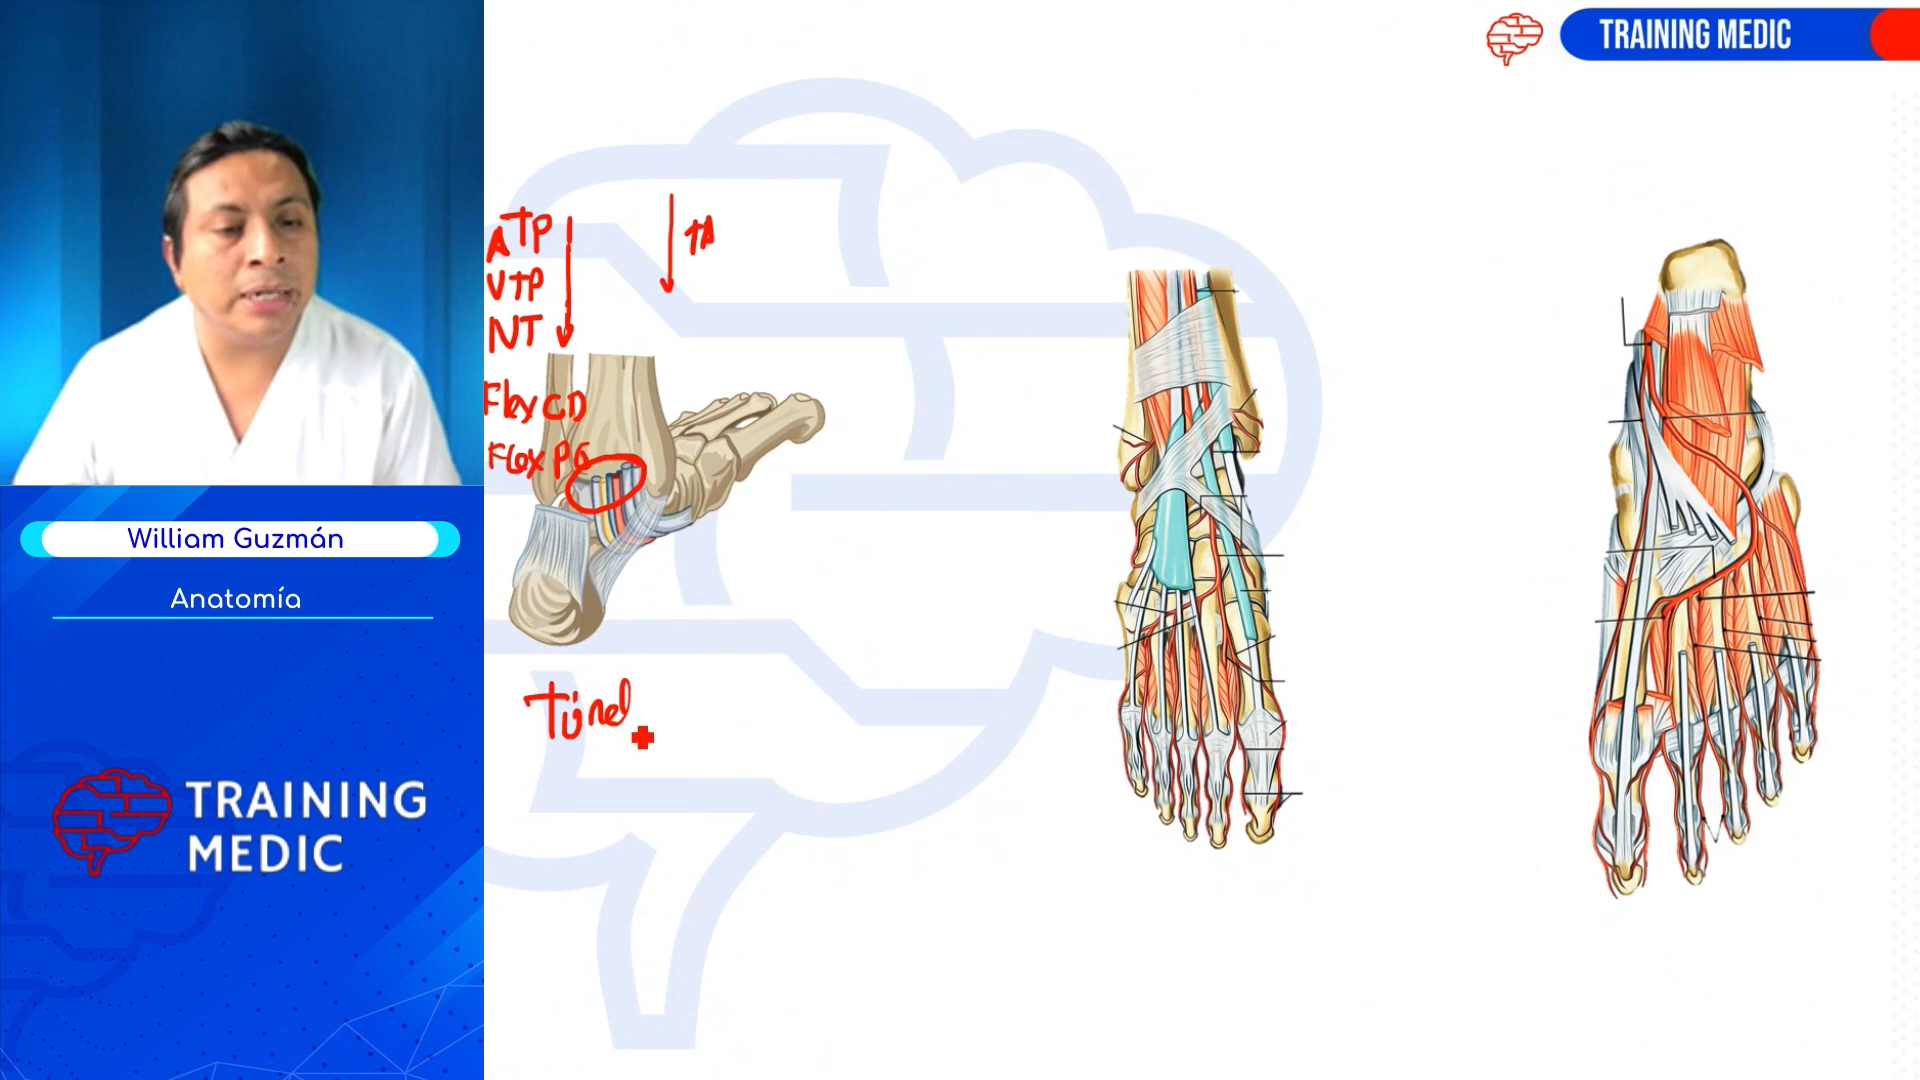 TRAINING MEDIC
ATP
VTP
NT
Flex CD
Flex PG
TA
Túnel
William Guzmán
Anatomía
TRAINING
MEDIC